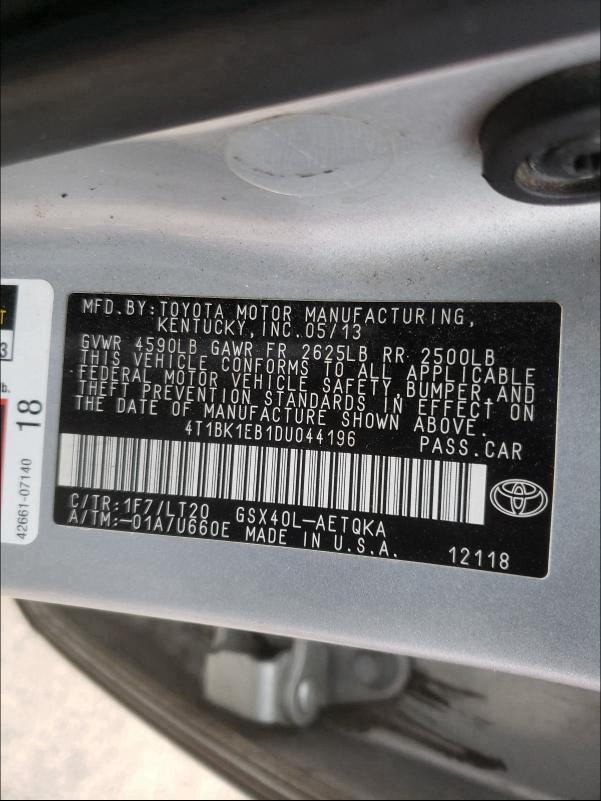 MFD.BY:TOYOTA MOTOR MANUFACTURING,
KENTUCKY, INC.05/13
GVWR 4590LB GAWR FR 2625LB RR 2500LB
THIS VEHICLE CONFORMS TO ALL APPLICABLE
FEDERAL MOTOR VEHICLE SAFETY,BUMPER,AND
THEFT PREVENTION STANDARDS IN EFFECT ON
THE DATE OF MANUFACTURE SHOWN ABOVE.
4T1BK1EB1DU044196 PASS.CAR
C/TR:1F7/LT20 GSX40L-AETQKA
A/TM:-01A7U660E MADE IN U.S.A. 12118
T
3
lb.
18
42661-07140